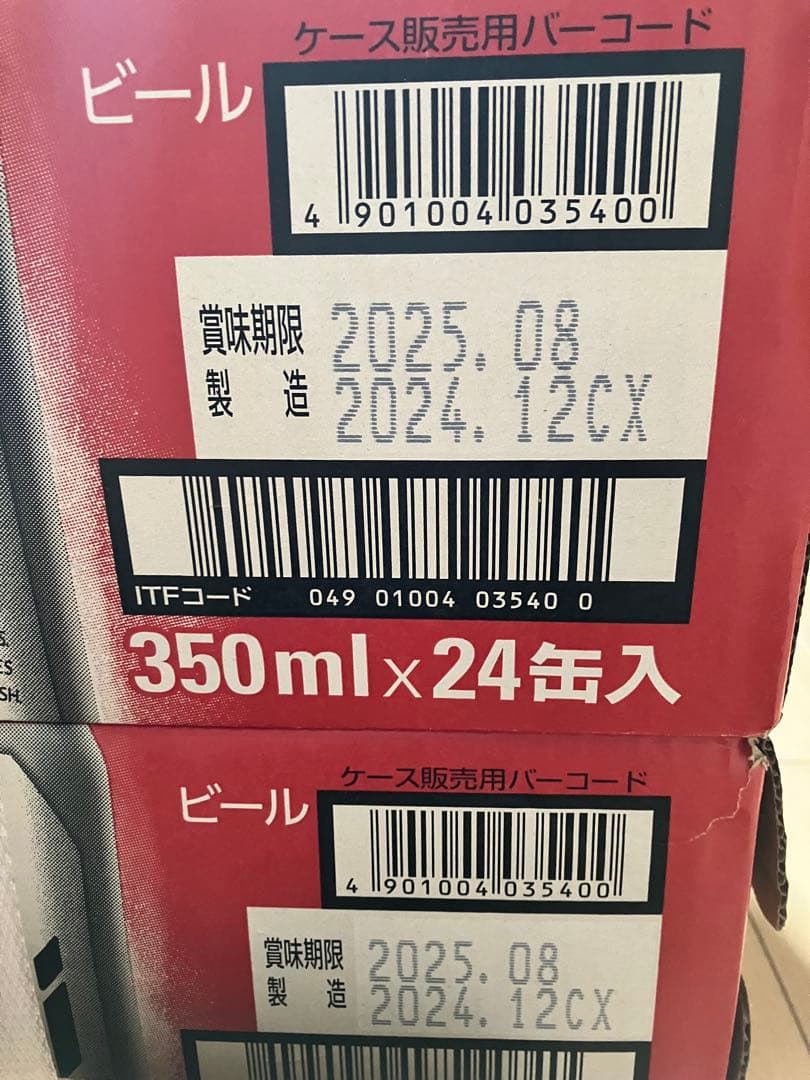 ケース販売用バーコード
ビール
4 901004 035400
賞味期限 2025.08
製造 2024.12CX
ITFコード 049 01004 03540 0
350ml×24缶入
S.
ES
SH.
ケース販売用バーコード
ビール
4 901004 035400
賞味期限 2025.08
製造 2024.12CX